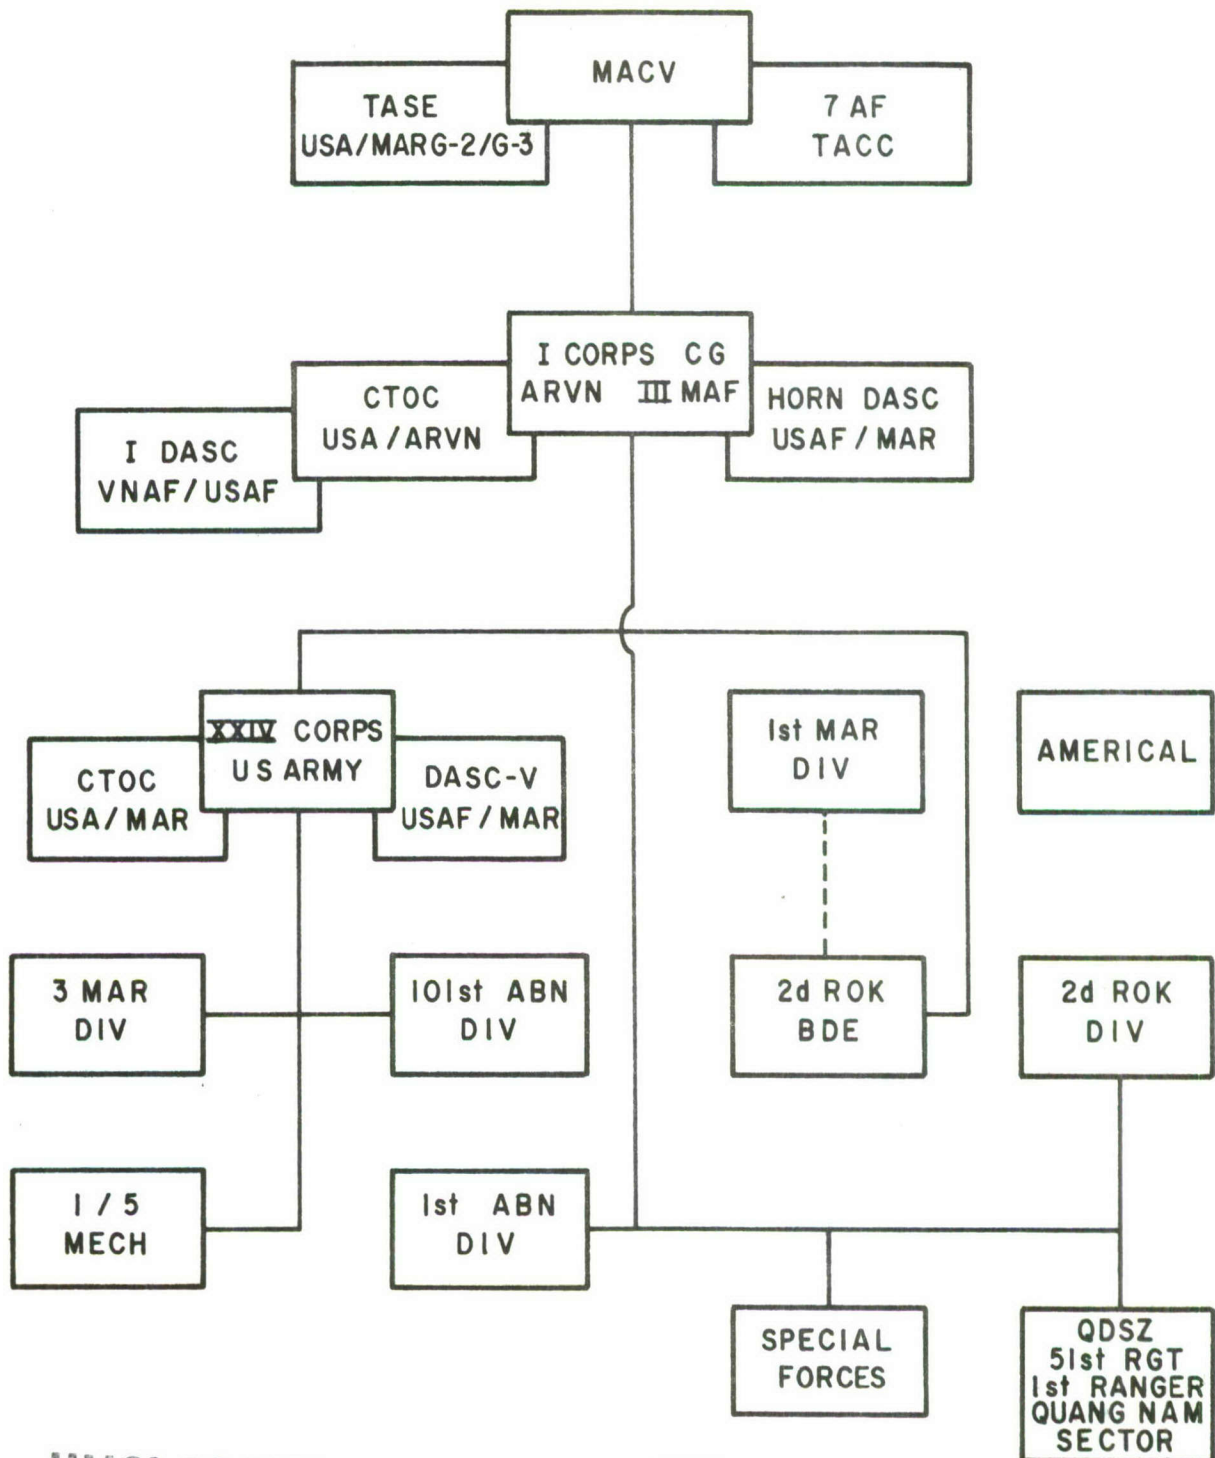 MACV
TASE
USA/MARG-2/G-3
7 AF
TACC
I CORPS CG
ARVN III MAF
CTOC
USA/ARVN
HORN DASC
USAF/MAR
I DASC
VNAF/USAF
XXIV CORPS
US ARMY
CTOC
USA/MAR
DASC-V
USAF/MAR
1st MAR
DIV
AMERICAL
3 MAR
DIV
101st ABN
DIV
2d ROK
BDE
2d ROK
DIV
1/5
MECH
1st ABN
DIV
SPECIAL
FORCES
QDSZ
51st RGT
1st RANGER
QUANG NAM
SECTOR